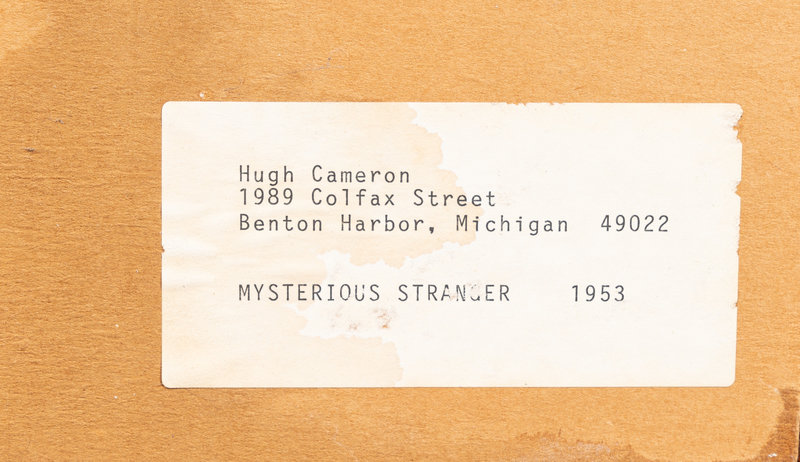 Hugh Cameron
1989 Colfax Street
Benton Harbor, Michigan 49022
MYSTERIOUS STRANGER 1953